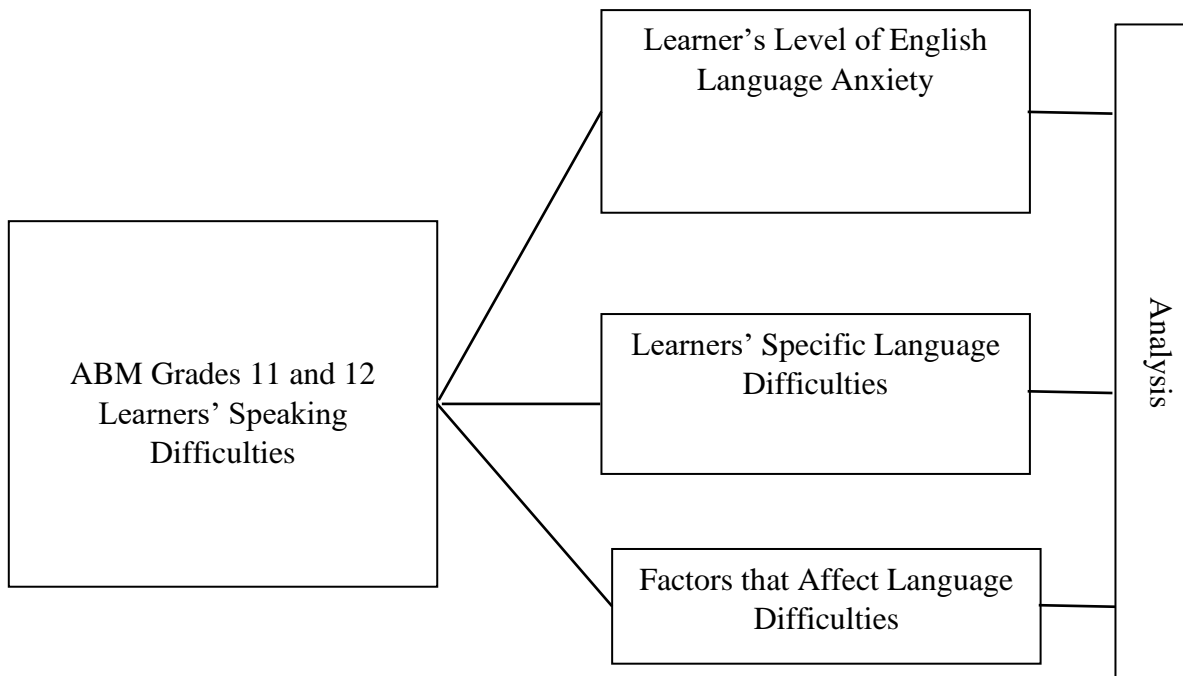 Learner’s Level of English
Language Anxiety
ABM Grades 11 and 12
Learners’ Speaking
Difficulties
Learners’ Specific Language
Difficulties
Factors that Affect Language
Difficulties
Analysis